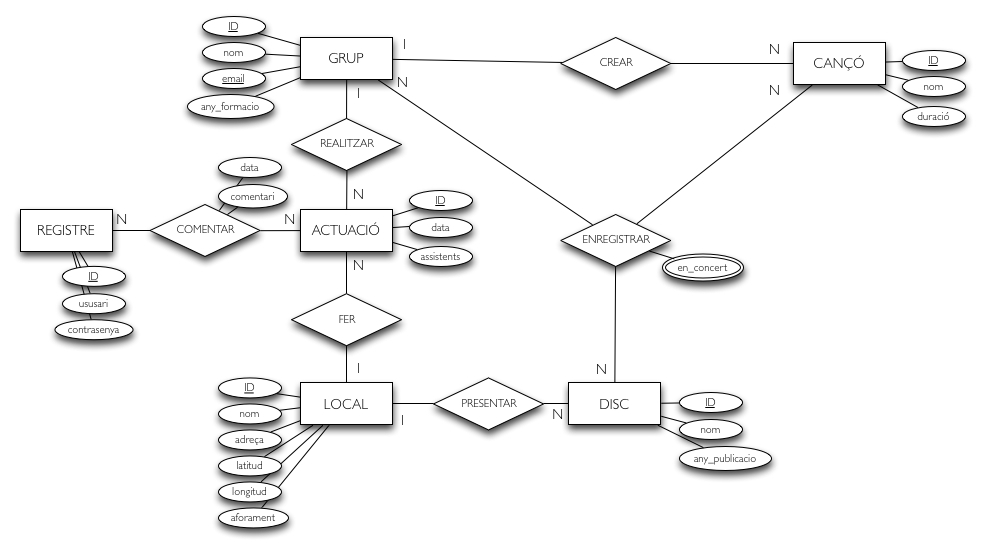 ID
nom
email
any_formacio
GRUP
I
N
CREAR
N
N
CANÇÓ
ID
nom
duració
I
REALITZAR
N
data
comentari
REGISTRE
N
COMENTAR
N
ACTUACIÓ
ID
data
assistents
ENREGISTRAR
en_concert
ID
ususari
contrasenya
N
FER
I
N
ID
nom
adreça
latitud
longitud
aforament
LOCAL
I
PRESENTAR
N
DISC
ID
nom
any_publicacio